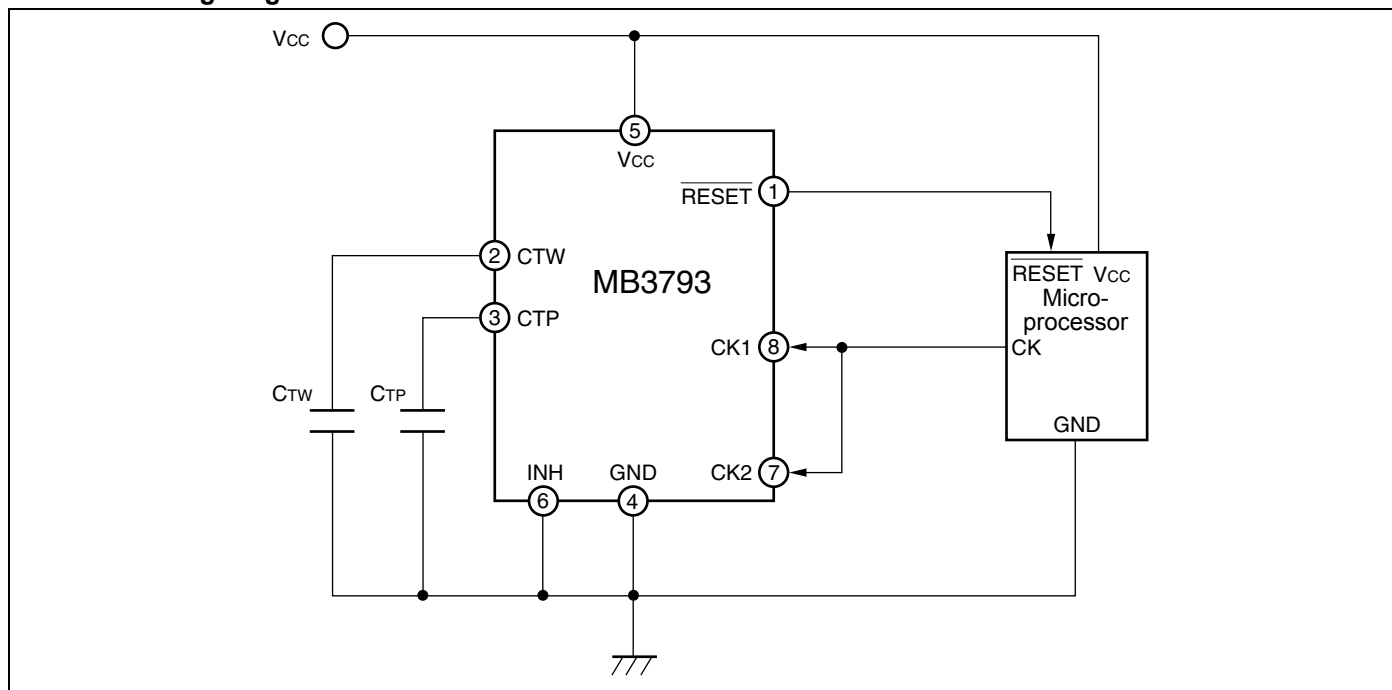 VCC
5
VCC
RESET
1
2
CTW
MB3793
3
CTP
RESET VCC
Micro-
processor
CK1
8
CK
CTW
CTP
GND
INH
GND
CK2
7
6
4